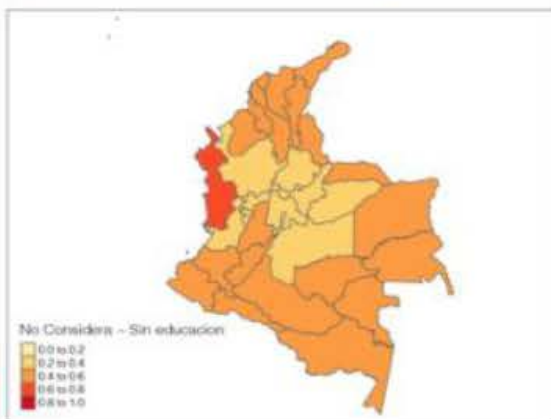 No Considera – Sin educacion
0.0 to 0.2
0.2 to 0.4
0.4 to 0.6
0.6 to 0.8
0.8 to 1.0